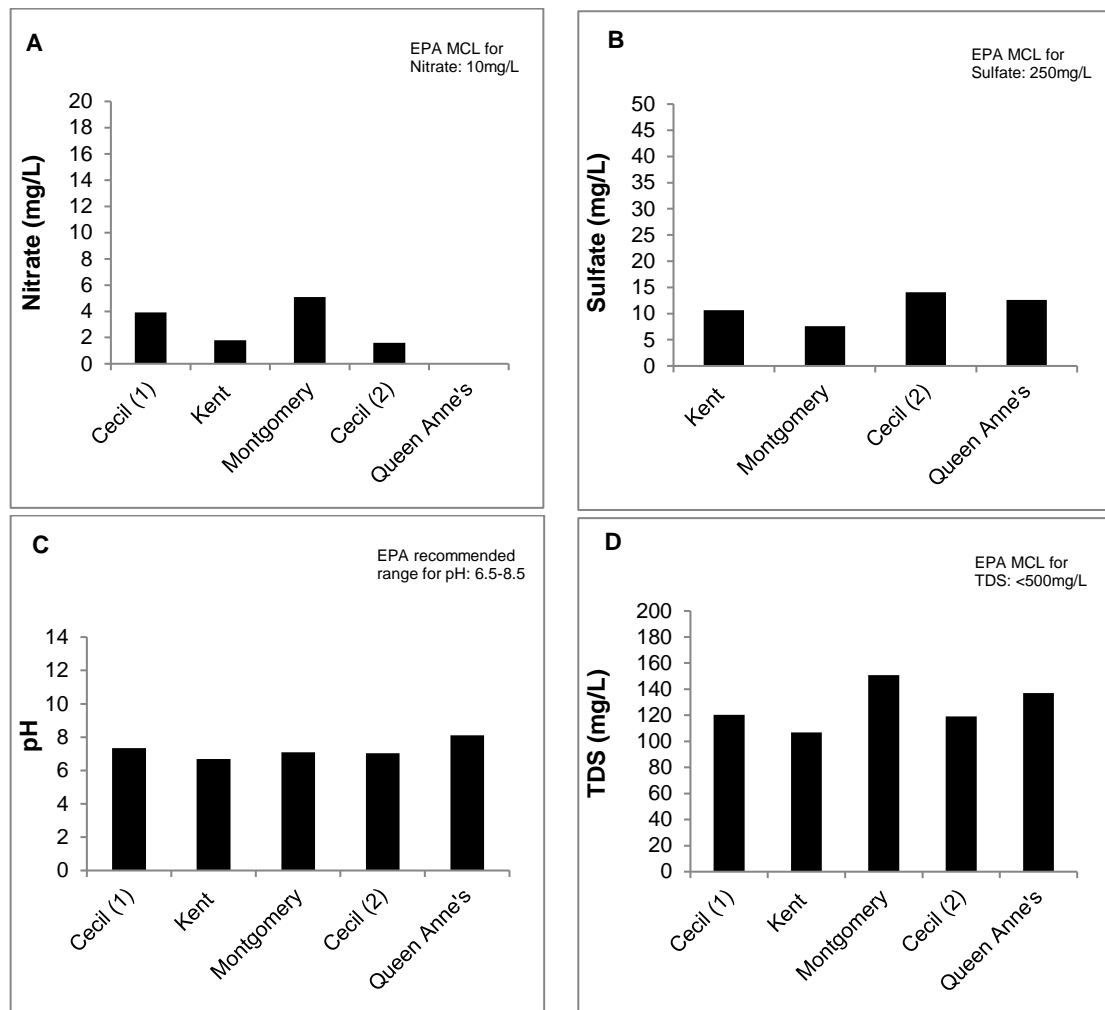 A
EPA MCL for
Nitrate: 10mg/L
Nitrate (mg/L)
20
18
16
14
12
10
8
6
4
2
0
Cecil (1)
Kent
Montgomery
Cecil (2)
Queen Anne's
B
EPA MCL for
Sulfate: 250mg/L
Sulfate (mg/L)
50
45
40
35
30
25
20
15
10
5
0
Kent
Montgomery
Cecil (2)
Queen Anne's
C
EPA recommended
range for pH: 6.5-8.5
pH
14
12
10
8
6
4
2
0
Cecil (1)
Kent
Montgomery
Cecil (2)
Queen Anne's
D
EPA MCL for
TDS: <500mg/L
TDS (mg/L)
200
180
160
140
120
100
80
60
40
20
0
Cecil (1)
Kent
Montgomery
Cecil (2)
Queen Anne's